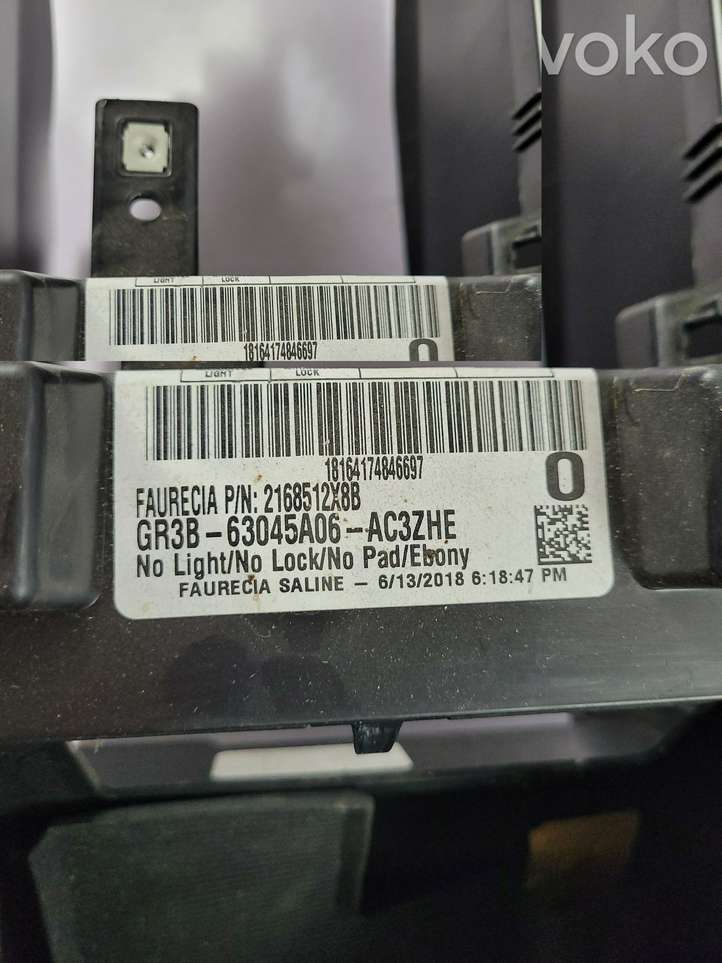 voko
LIGHT LOCK
18164174846697
0
LIGHT LOCK
18164174846697
0
FAURECIA P/N: 2168512X8B
GR3B-63045A06-AC3ZHE
No Light/No Lock/No Pad/Ebony
FAURECIA SALINE - 6/13/2018 6:18:47 PM